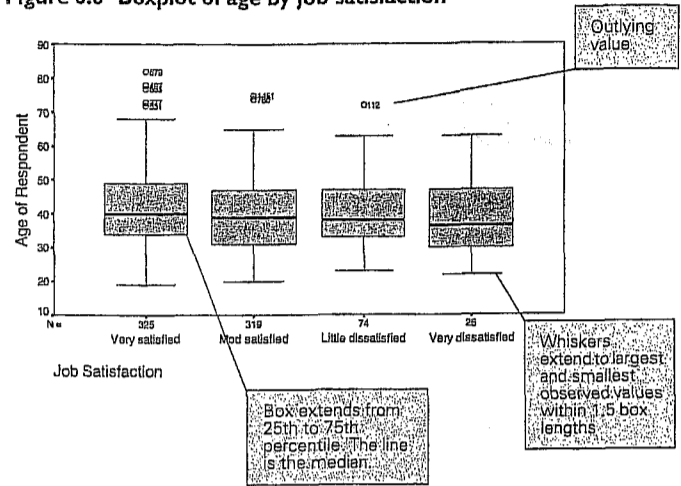 Figure 6.6 Boxplot of age by job satisfaction
Outlying
value
90
80
70
60
50
40
30
20
10
Age of Respondent
O112
N =
325
319
74
Very satisfied
Mod satisfied
Little dissatisfied
Very dissatisfied
Job Satisfaction
Whiskers
extend to largest
and smallest
observed values
within 1.5 box
lengths
Box extends from
25th to 75th
percentile. The line
is the median.